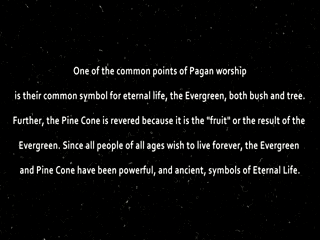 One of the common points of Pagan worship
is their common symbol for eternal life, the Evergreen, both bush and tree.
Further, the Pine Cone is revered because it is the "fruit" or the result of the
Evergreen. Since all people of all ages wish to live forever, the Evergreen
and Pine Cone have been powerful, and ancient, symbols of Eternal Life.